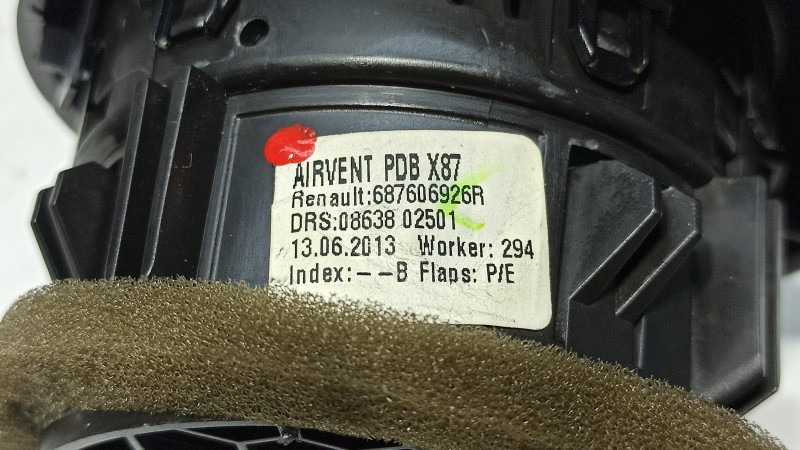 AIRVENT PDB X87
Renault:687606926R
DRS:08638 02501
13.06.2013 Worker: 294
Index:--B Flaps: P/E